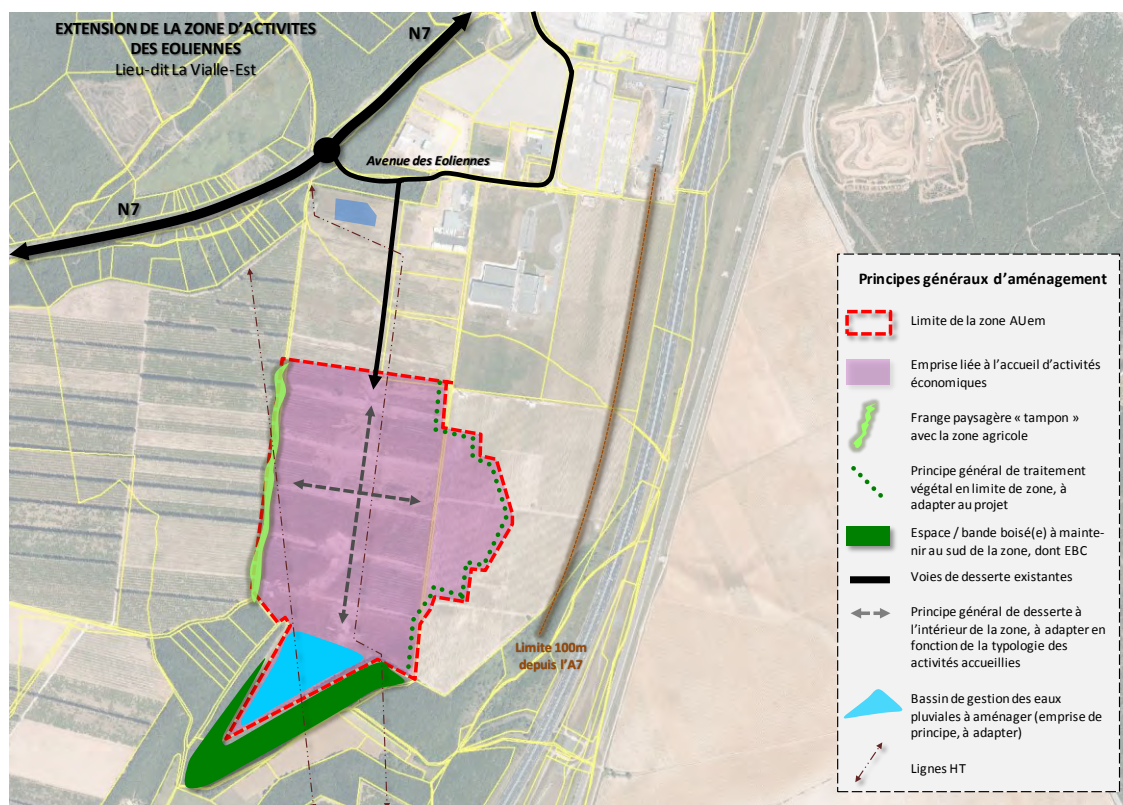 EXTENSION DE LA ZONE D'ACTIVITES
DES EOLIENNES
Lieu-dit La Vialle-Est
N7
Avenue des Eoliennes
N7
Limite 100m
depuis l'A7
Principes généraux d'aménagement
Limite de la zone AUem
Emprise liée à l'accueil d'activités
économiques
Frange paysagère « tampon »
avec la zone agricole
Principe général de traitement
végétal en limite de zone, à
adapter au projet
Espace / bande boisé(e) à mainte-
nir au sud de la zone, dont EBC
Voies de desserte existantes
Principe général de desserte à
l'intérieur de la zone, à adapter en
fonction de la typologie des
activités accueillies
Bassin de gestion des eaux
pluviales à aménager (emprise de
principe, à adapter)
Lignes HT